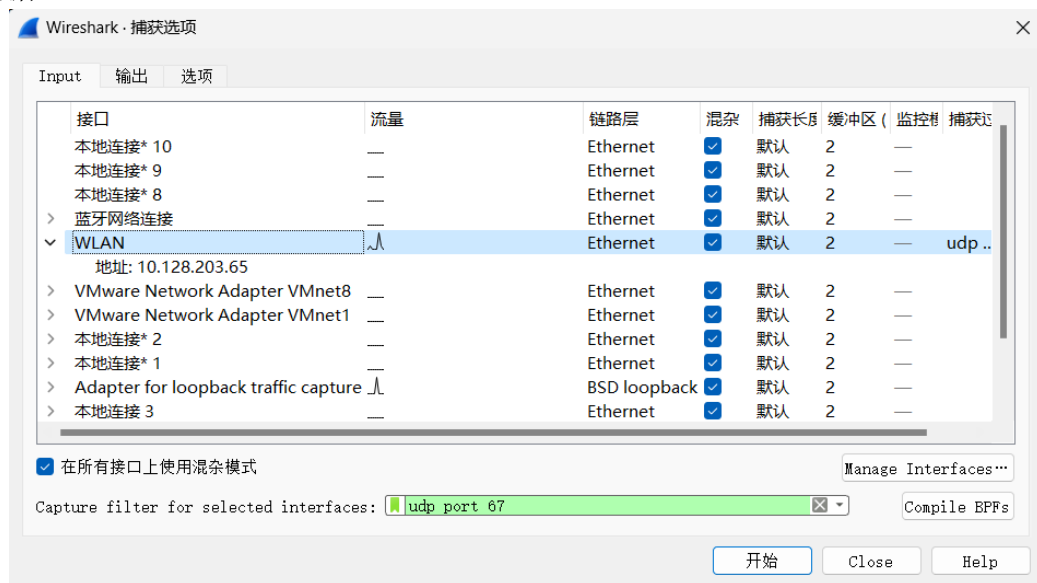 Wireshark · 捕获选项
Input 输出 选项
接口 流量 链路层 混杂 捕获长度 缓冲区 ( 监控模 捕获过
本地连接* 10 Ethernet 默认 2 —
本地连接* 9 Ethernet 默认 2 —
本地连接* 8 Ethernet 默认 2 —
蓝牙网络连接 Ethernet 默认 2 —
WLAN Ethernet 默认 2 — udp ..
地址: 10.128.203.65
VMware Network Adapter VMnet8 Ethernet 默认 2 —
VMware Network Adapter VMnet1 Ethernet 默认 2 —
本地连接* 2 Ethernet 默认 2 —
本地连接* 1 Ethernet 默认 2 —
Adapter for loopback traffic capture BSD loopback 默认 2 —
本地连接 3 Ethernet 默认 2 —
在所有接口上使用混杂模式 Manage Interfaces…
Capture filter for selected interfaces: udp port 67 Compile BPFs
开始 Close Help